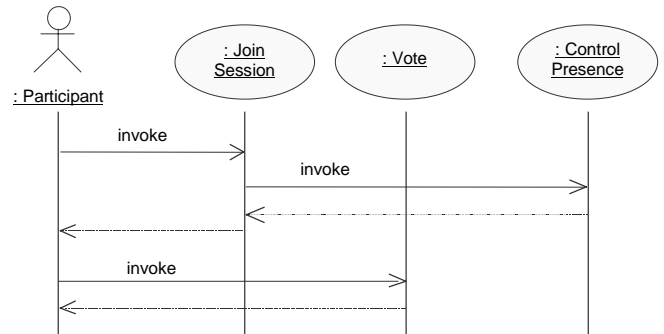 : Join
Session
: Vote
: Control
Presence
: Participant
invoke
invoke
invoke